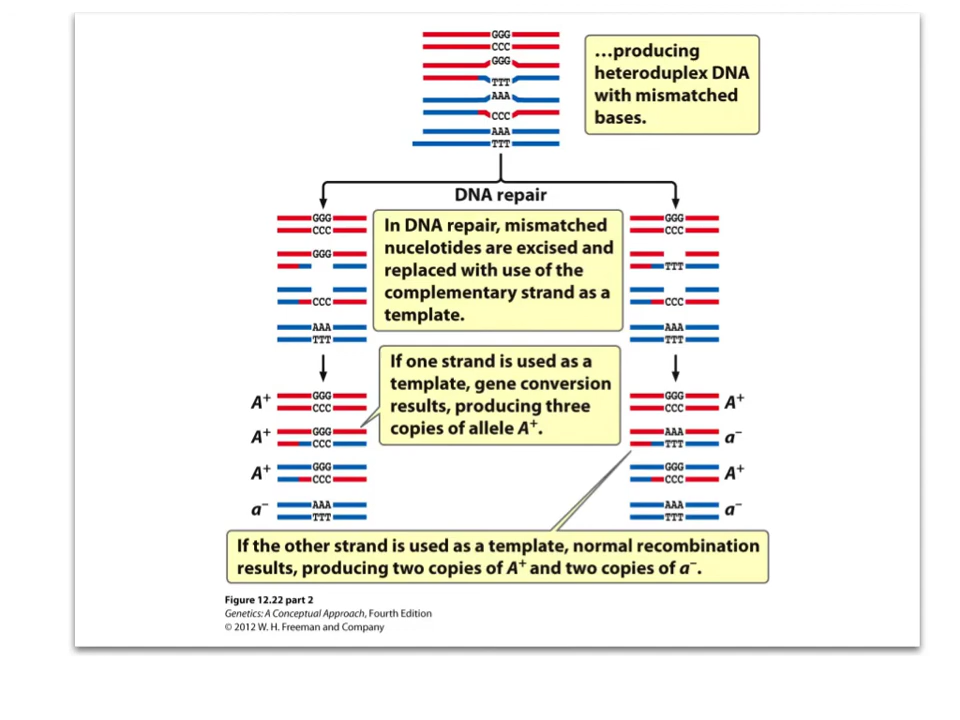 GGG
CCC
GGG
TTT
AAA
CCC
AAA
TTT
...producing
heteroduplex DNA
with mismatched
bases.
DNA repair
GGG
CCC
GGG
CCC
AAA
TTT
In DNA repair, mismatched
nucelotides are excised and
replaced with use of the
complementary strand as a
template.
GGG
CCC
TTT
CCC
AAA
TTT
If one strand is used as a
template, gene conversion
results, producing three
copies of allele A⁺.
A⁺ GGG
CCC
A⁺ GGG
CCC
A⁺ GGG
CCC
a⁻ AAA
TTT
GGG A⁺
CCC
AAA a⁻
TTT
GGG A⁺
CCC
AAA a⁻
TTT
If the other strand is used as a template, normal recombination
results, producing two copies of A⁺ and two copies of a⁻.
Figure 12.22 part 2
Genetics: A Conceptual Approach, Fourth Edition
© 2012 W. H. Freeman and Company